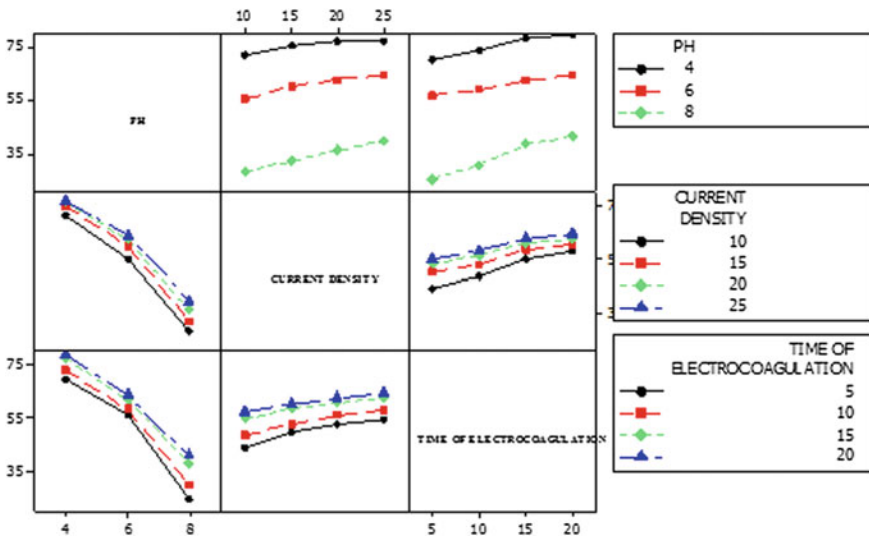 10 15 20 25
75
55
35
PH
PH
4
6
8
CURRENT
DENSITY
10
15
20
25
7
5
3
CURRENT DENSITY
75
55
35
TIME OF ELECTROCOAGULATION
TIME OF
ELECTROCOAGULATION
5
10
15
20
4 6 8
5 10 15 20